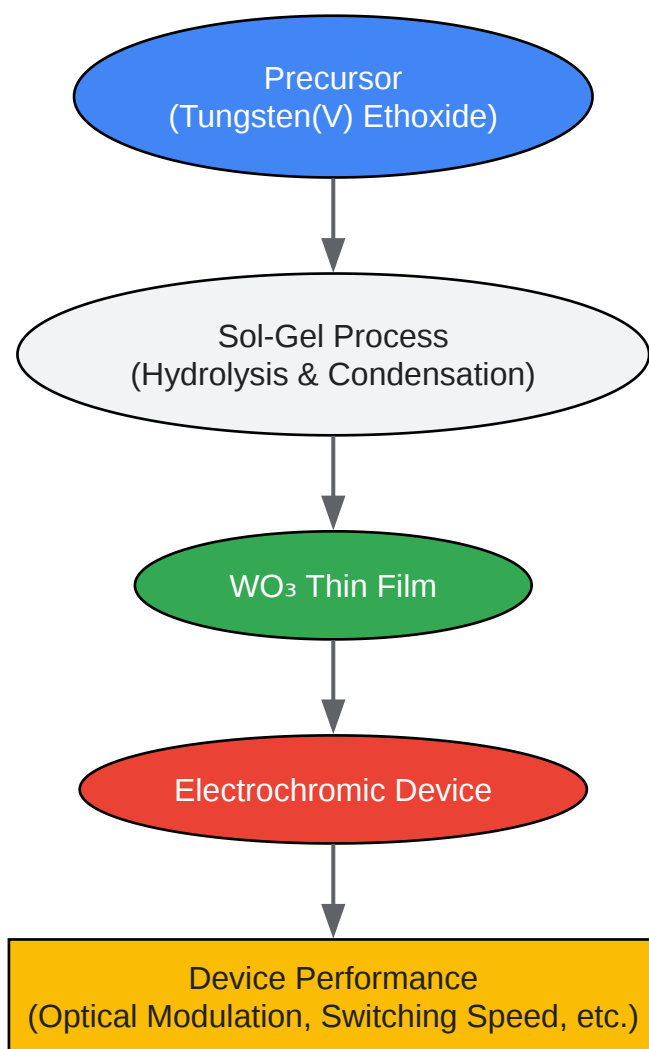 Precursor
(Tungsten(V) Ethoxide)
Sol-Gel Process
(Hydrolysis & Condensation)
WO₃ Thin Film
Electrochromic Device
Device Performance
(Optical Modulation, Switching Speed, etc.)